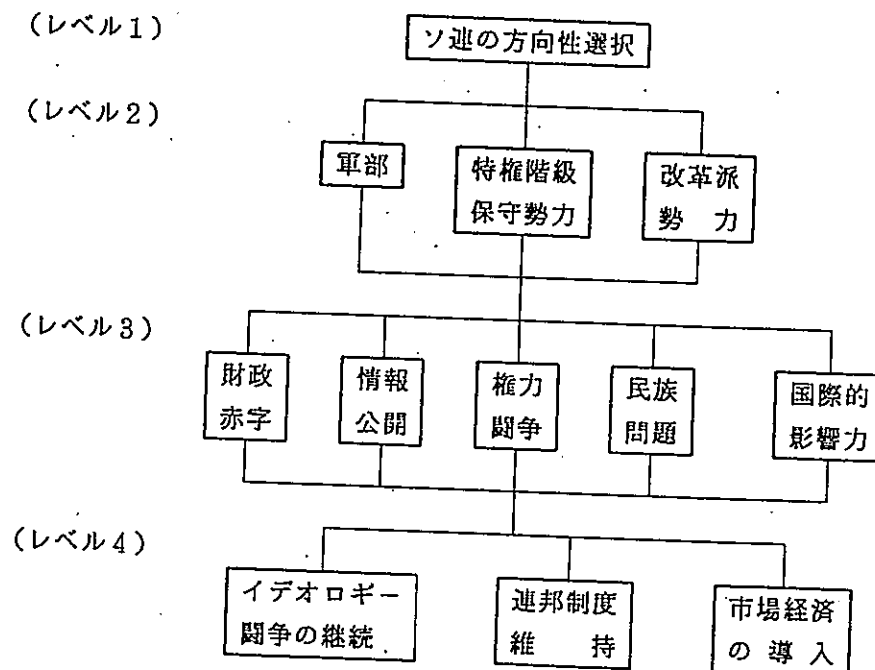 (レベル1)
ソ連の方向性選択
(レベル2)
軍部
特権階級
保守勢力
改革派
勢力
(レベル3)
財政
赤字
情報
公開
権力
闘争
民族
問題
国際的
影響力
(レベル4)
イデオロギー
闘争の継続
連邦制度
維持
市場経済
の導入